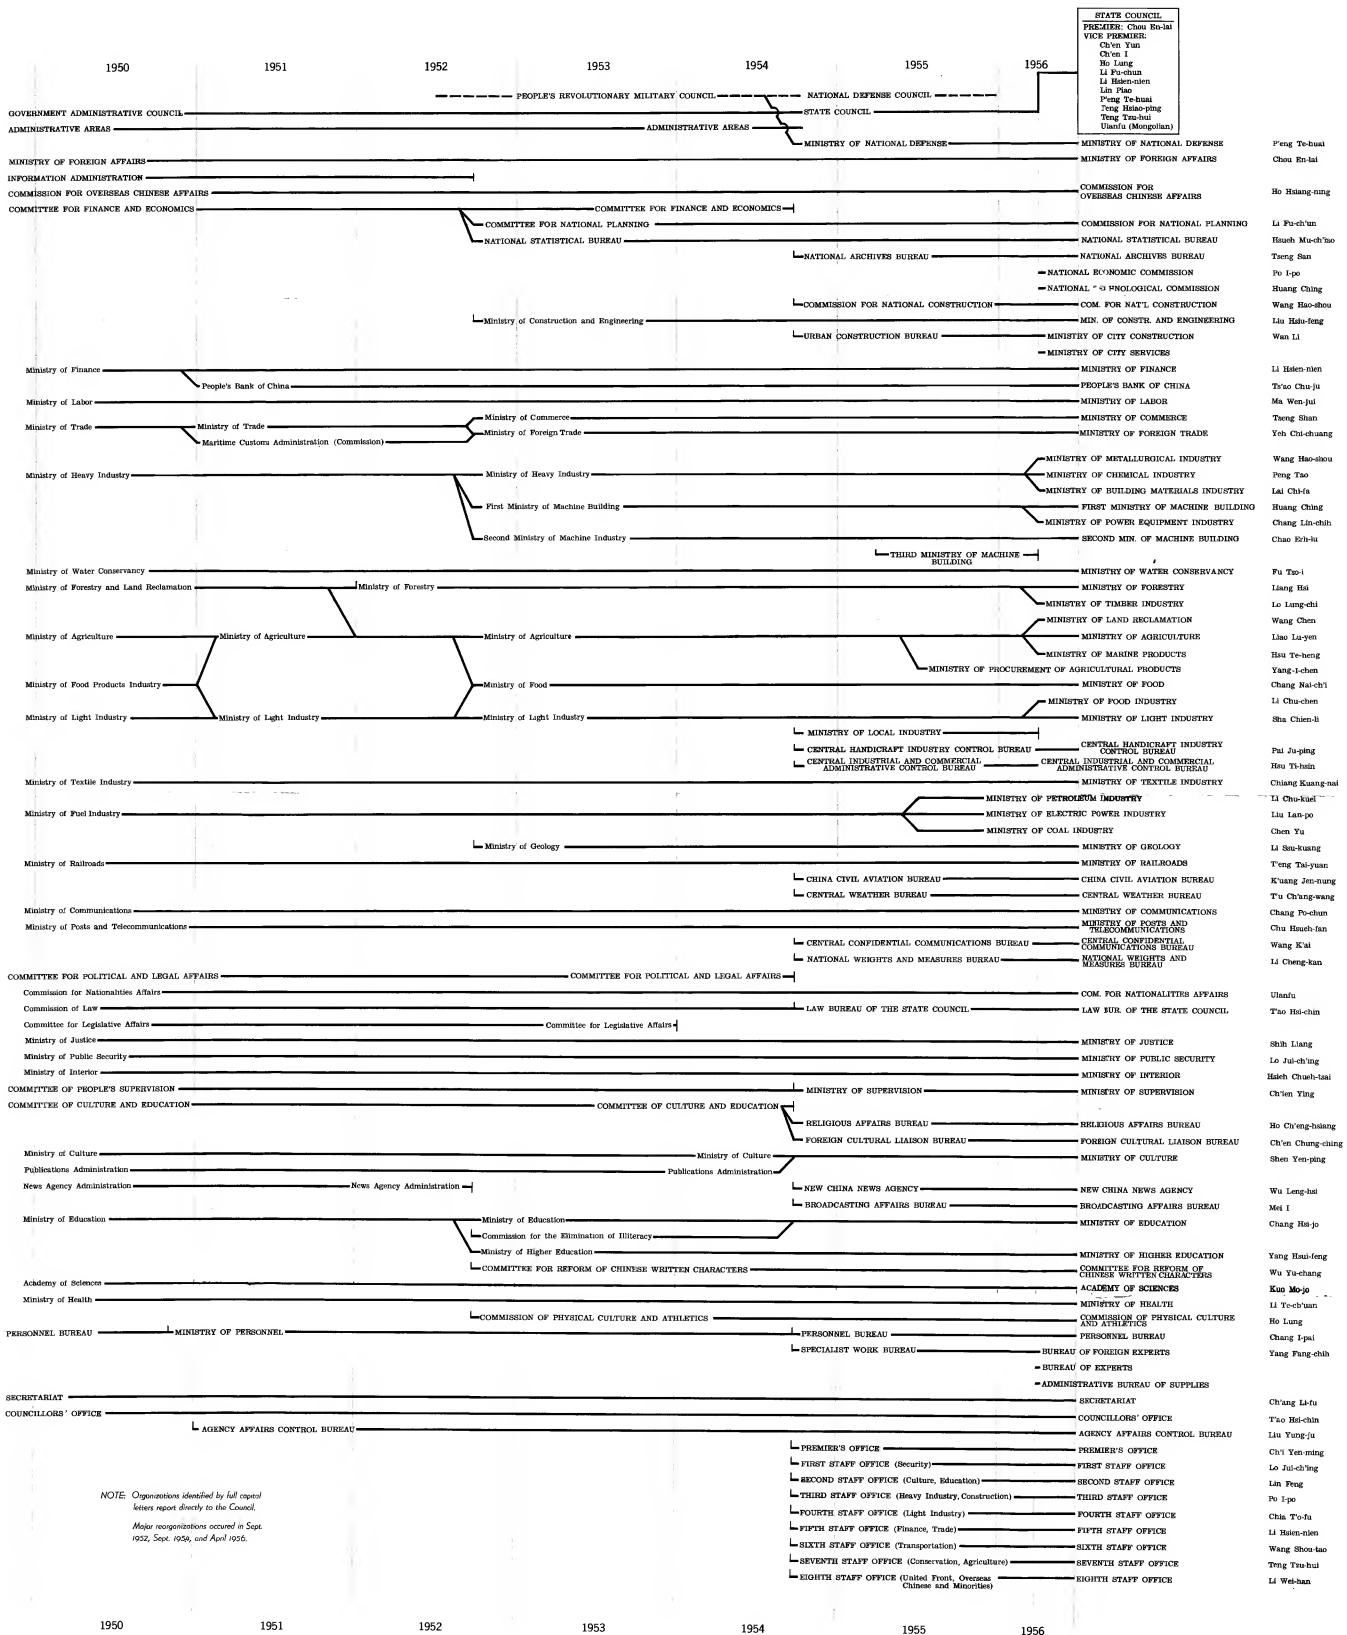 STATE COUNCIL
PREMIER: Chou En-lai
VICE PREMIER:
Ch'en Yun
Ch'en I
Ho Lung
Li Fu-chun
Li Hsien-nien
Lin Piao
P'eng Te-huai
Teng Hsiao-ping
Teng Tzu-hui
Ulanfu (Mongolian)
1950 1951 1952 1953 1954 1955 1956
PEOPLE'S REVOLUTIONARY MILITARY COUNCIL NATIONAL DEFENSE COUNCIL
GOVERNMENT ADMINISTRATIVE COUNCIL STATE COUNCIL
ADMINISTRATIVE AREAS ADMINISTRATIVE AREAS
MINISTRY OF NATIONAL DEFENSE MINISTRY OF NATIONAL DEFENSE P'eng Te-huai
MINISTRY OF FOREIGN AFFAIRS MINISTRY OF FOREIGN AFFAIRS Chou En-lai
INFORMATION ADMINISTRATION
COMMISSION FOR OVERSEAS CHINESE AFFAIRS COMMISSION FOR
OVERSEAS CHINESE AFFAIRS Ho Hsiang-ning
COMMITTEE FOR FINANCE AND ECONOMICS COMMITTEE FOR FINANCE AND ECONOMICS
COMMITTEE FOR NATIONAL PLANNING COMMISSION FOR NATIONAL PLANNING Li Fu-ch'un
NATIONAL STATISTICAL BUREAU NATIONAL STATISTICAL BUREAU Hsueh Mu-ch'iao
NATIONAL ARCHIVES BUREAU NATIONAL ARCHIVES BUREAU Tseng San
NATIONAL ECONOMIC COMMISSION Po I-po
NATIONAL COMMISSION Huang Ching
COMMISSION FOR NATIONAL CONSTRUCTION COM. FOR NAT'L CONSTRUCTION Wang Hao-shou
Ministry of Construction and Engineering MIN. OF CONSTR. AND ENGINEERING Liu Hsiu-feng
URBAN CONSTRUCTION BUREAU MINISTRY OF CITY CONSTRUCTION Wan Li
MINISTRY OF CITY SERVICES
Ministry of Finance MINISTRY OF FINANCE Li Hsien-nien
People's Bank of China PEOPLE'S BANK OF CHINA Ts'ao Chu-ju
Ministry of Labor MINISTRY OF LABOR Ma Wen-jui
Ministry of Commerce MINISTRY OF COMMERCE Tseng Shan
Ministry of Trade Ministry of Trade
Ministry of Foreign Trade MINISTRY OF FOREIGN TRADE Yeh Chi-chuang
Maritime Customs Administration (Commission)
MINISTRY OF METALLURGICAL INDUSTRY Wang Hao-shou
Ministry of Heavy Industry Ministry of Heavy Industry MINISTRY OF CHEMICAL INDUSTRY Peng Tao
MINISTRY OF BUILDING MATERIALS INDUSTRY Lai Chi-fa
First Ministry of Machine Building FIRST MINISTRY OF MACHINE BUILDING Huang Ching
MINISTRY OF POWER EQUIPMENT INDUSTRY Chang Lin-chih
Second Ministry of Machine Industry SECOND MIN. OF MACHINE BUILDING Chao Erh-lu
THIRD MINISTRY OF MACHINE
BUILDING
Ministry of Water Conservancy MINISTRY OF WATER CONSERVANCY Fu Tso-i
Ministry of Forestry and Land Reclamation Ministry of Forestry MINISTRY OF FORESTRY Liang Hsi
MINISTRY OF TIMBER INDUSTRY Lo Lung-chi
MINISTRY OF LAND RECLAMATION Wang Chen
Ministry of Agriculture Ministry of Agriculture Ministry of Agriculture MINISTRY OF AGRICULTURE Liao Lu-yen
MINISTRY OF MARINE PRODUCTS Hsu Te-heng
MINISTRY OF PROCUREMENT OF AGRICULTURAL PRODUCTS Yang-I-chen
Ministry of Food Products Industry Ministry of Food MINISTRY OF FOOD Chang Nai-ch'i
MINISTRY OF FOOD INDUSTRY Li Chu-chen
Ministry of Light Industry Ministry of Light Industry Ministry of Light Industry MINISTRY OF LIGHT INDUSTRY Sha Chien-li
MINISTRY OF LOCAL INDUSTRY
CENTRAL HANDICRAFT INDUSTRY CONTROL BUREAU CENTRAL HANDICRAFT INDUSTRY
CONTROL BUREAU Pai Ju-ping
CENTRAL INDUSTRIAL AND COMMERCIAL CENTRAL INDUSTRIAL AND COMMERCIAL
ADMINISTRATIVE CONTROL BUREAU ADMINISTRATIVE CONTROL BUREAU Hsu Ti-hsin
Ministry of Textile Industry MINISTRY OF TEXTILE INDUSTRY Chiang Kuang-nai
MINISTRY OF PETROLEUM INDUSTRY Li Chu-kuei
Ministry of Fuel Industry MINISTRY OF ELECTRIC POWER INDUSTRY Liu Lan-po
MINISTRY OF COAL INDUSTRY Chen Yu
Ministry of Geology MINISTRY OF GEOLOGY Li Ssu-kuang
Ministry of Railroads MINISTRY OF RAILROADS T'eng Tai-yuan
CHINA CIVIL AVIATION BUREAU CHINA CIVIL AVIATION BUREAU K'uang Jen-nung
CENTRAL WEATHER BUREAU CENTRAL WEATHER BUREAU T'u Ch'ang-wang
Ministry of Communications MINISTRY OF COMMUNICATIONS Chang Po-chun
Ministry of Posts and Telecommunications MINISTRY OF POSTS AND
TELECOMMUNICATIONS Chu Hsueh-fan
CENTRAL CONFIDENTIAL COMMUNICATIONS BUREAU CENTRAL CONFIDENTIAL
COMMUNICATIONS BUREAU Wang K'ai
NATIONAL WEIGHTS AND MEASURES BUREAU NATIONAL WEIGHTS AND
MEASURES BUREAU Li Cheng-kan
COMMITTEE FOR POLITICAL AND LEGAL AFFAIRS COMMITTEE FOR POLITICAL AND LEGAL AFFAIRS
Commission for Nationalities Affairs COM. FOR NATIONALITIES AFFAIRS Ulanfu
Commission of Law LAW BUREAU OF THE STATE COUNCIL LAW BUR. OF THE STATE COUNCIL T'ao Hsi-chin
Committee for Legislative Affairs Committee for Legislative Affairs
Ministry of Justice MINISTRY OF JUSTICE Shih Liang
Ministry of Public Security MINISTRY OF PUBLIC SECURITY Lo Jui-ch'ing
Ministry of Interior MINISTRY OF INTERIOR Hsieh Chueh-tsai
COMMITTEE OF PEOPLE'S SUPERVISION MINISTRY OF SUPERVISION MINISTRY OF SUPERVISION Ch'ien Ying
COMMITTEE OF CULTURE AND EDUCATION COMMITTEE OF CULTURE AND EDUCATION
RELIGIOUS AFFAIRS BUREAU RELIGIOUS AFFAIRS BUREAU Ho Ch'eng-hsiang
FOREIGN CULTURAL LIAISON BUREAU FOREIGN CULTURAL LIAISON BUREAU Ch'en Chung-ching
Ministry of Culture Ministry of Culture MINISTRY OF CULTURE Shen Yen-ping
Publications Administration Publications Administration
News Agency Administration News Agency Administration NEW CHINA NEWS AGENCY NEW CHINA NEWS AGENCY Wu Leng-hsi
BROADCASTING AFFAIRS BUREAU BROADCASTING AFFAIRS BUREAU Mei I
Ministry of Education Ministry of Education MINISTRY OF EDUCATION Chang Hsi-jo
Commission for the Elimination of Illiteracy
Ministry of Higher Education MINISTRY OF HIGHER EDUCATION Yang Hsui-feng
COMMITTEE FOR REFORM OF CHINESE WRITTEN CHARACTERS COMMITTEE FOR REFORM OF
CHINESE WRITTEN CHARACTERS Wu Yu-chang
Academy of Sciences ACADEMY OF SCIENCES Kuo Mo-jo
Ministry of Health MINISTRY OF HEALTH Li Te-ch'uan
COMMISSION OF PHYSICAL CULTURE AND ATHLETICS COMMISSION OF PHYSICAL CULTURE
AND ATHLETICS Ho Lung
PERSONNEL BUREAU MINISTRY OF PERSONNEL PERSONNEL BUREAU PERSONNEL BUREAU Chang I-pai
SPECIALIST WORK BUREAU BUREAU OF FOREIGN EXPERTS Yang Fang-chih
BUREAU OF EXPERTS
ADMINISTRATIVE BUREAU OF SUPPLIES
SECRETARIAT SECRETARIAT Ch'ang Li-fu
COUNCILLORS' OFFICE COUNCILLORS' OFFICE T'ao Hsi-chin
AGENCY AFFAIRS CONTROL BUREAU AGENCY AFFAIRS CONTROL BUREAU Liu Yung-ju
PREMIER'S OFFICE PREMIER'S OFFICE Ch'i Yen-ming
FIRST STAFF OFFICE (Security) FIRST STAFF OFFICE Lo Jui-ch'ing
SECOND STAFF OFFICE (Culture, Education) SECOND STAFF OFFICE Lin Feng
THIRD STAFF OFFICE (Heavy Industry, Construction) THIRD STAFF OFFICE Po I-po
FOURTH STAFF OFFICE (Light Industry) FOURTH STAFF OFFICE Chia T'o-fu
FIFTH STAFF OFFICE (Finance, Trade) FIFTH STAFF OFFICE Li Hsien-nien
SIXTH STAFF OFFICE (Transportation) SIXTH STAFF OFFICE Wang Shou-tao
SEVENTH STAFF OFFICE (Conservation, Agriculture) SEVENTH STAFF OFFICE Teng Tzu-hui
EIGHTH STAFF OFFICE (United Front, Overseas EIGHTH STAFF OFFICE Li Wei-han
Chinese and Minorities)
NOTE: Organizations identified by full capital
letters report directly to the Council.
Major reorganizations occured in Sept.
1952, Sept. 1954, and April 1956.
1950 1951 1952 1953 1954 1955 1956